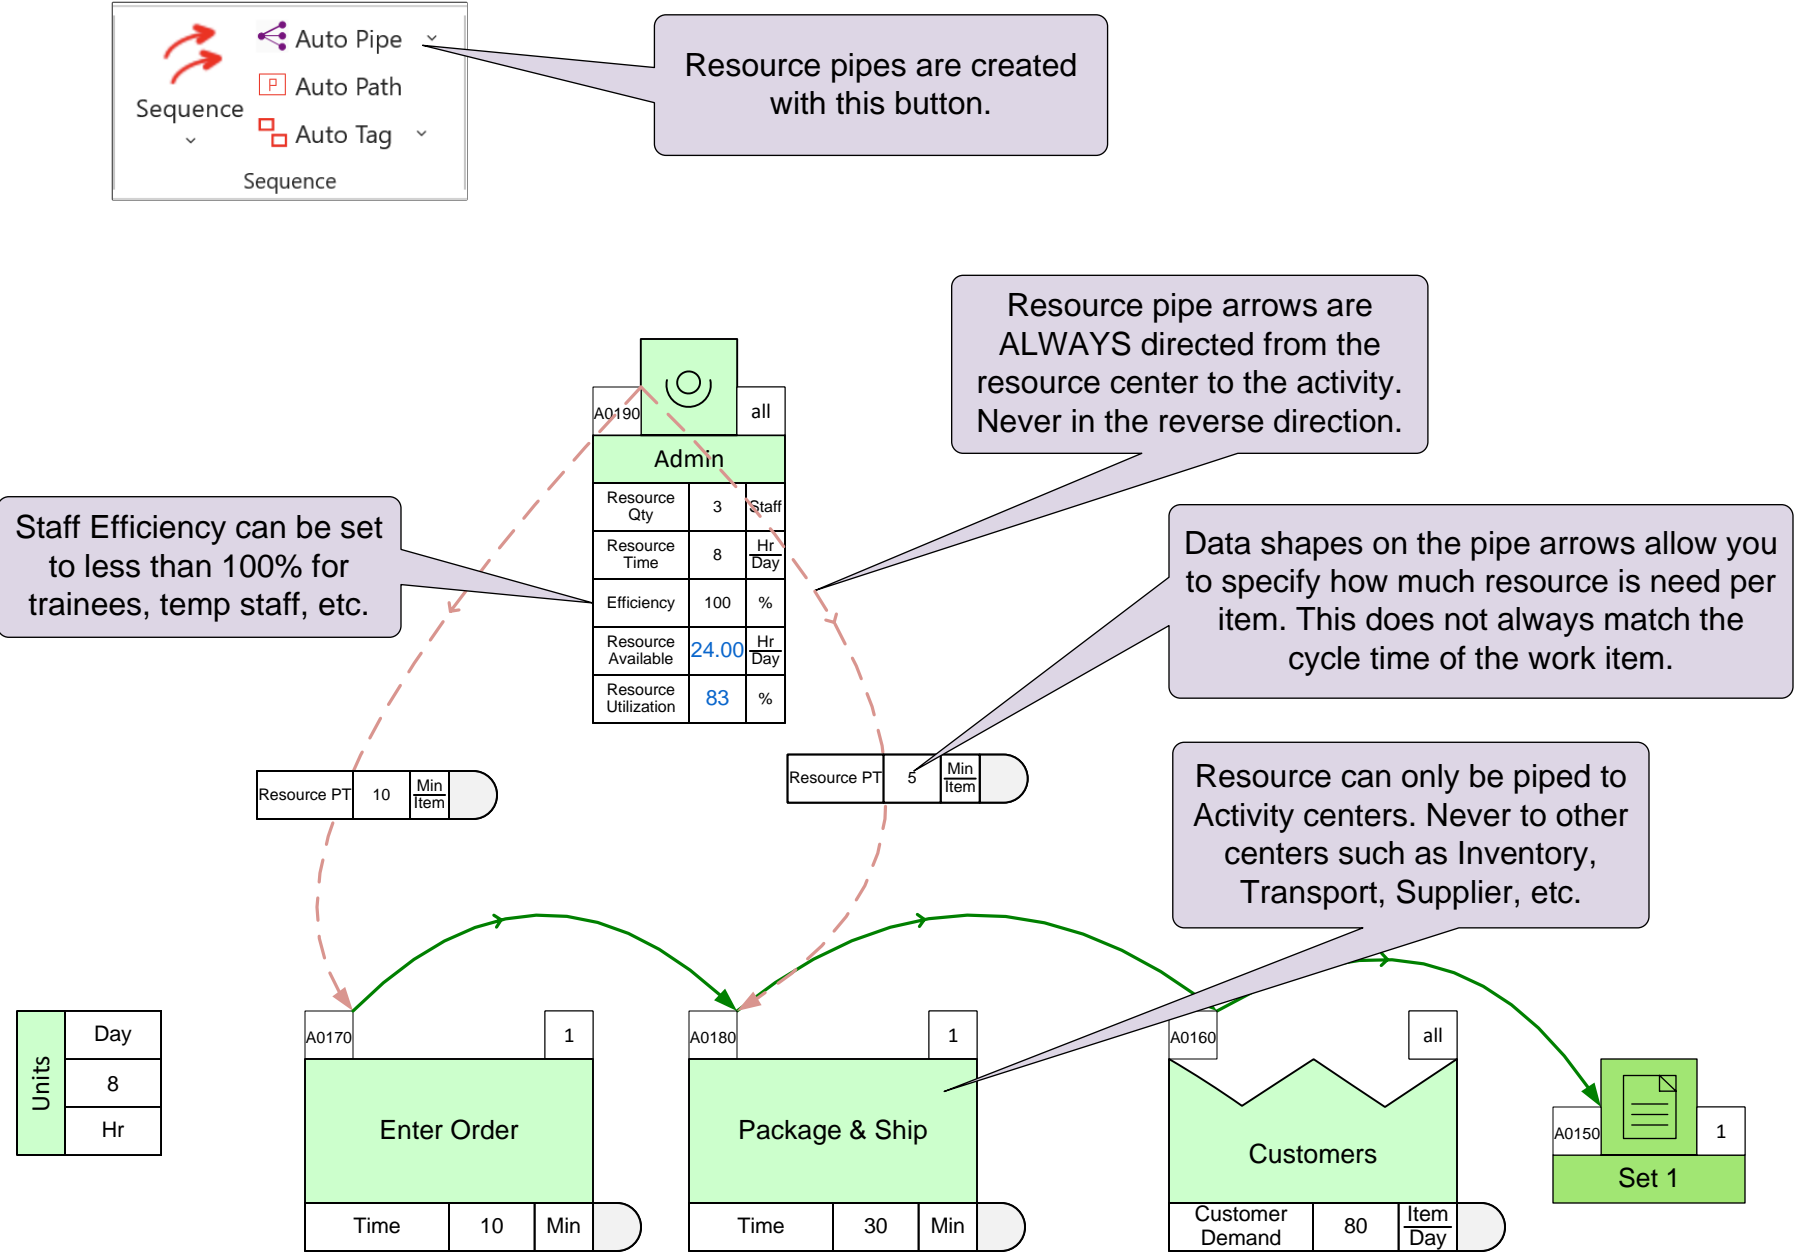 Auto Pipe
Auto Path
Auto Tag
P
Sequence
Sequence
Resource pipes are created
with this button.
Resource pipe arrows are
ALWAYS directed from the
resource center to the activity.
Never in the reverse direction.
A0190
all
Admin
Resource Qty 3 Staff
Resource Time 8 Hr Day
Efficiency 100 %
Resource Available 24.00 Hr Day
Resource Utilization 83 %
Staff Efficiency can be set
to less than 100% for
trainees, temp staff, etc.
Data shapes on the pipe arrows allow you
to specify how much resource is need per
item. This does not always match the
cycle time of the work item.
Resource PT 10 Min Item
Resource PT 5 Min Item
Resource can only be piped to
Activity centers. Never to other
centers such as Inventory,
Transport, Supplier, etc.
Units
Day
8
Hr
A0170
1
Enter Order
Time 10 Min
A0180
1
Package & Ship
Time 30 Min
A0160
all
Customers
Customer Demand 80 Item Day
A0150
1
Set 1